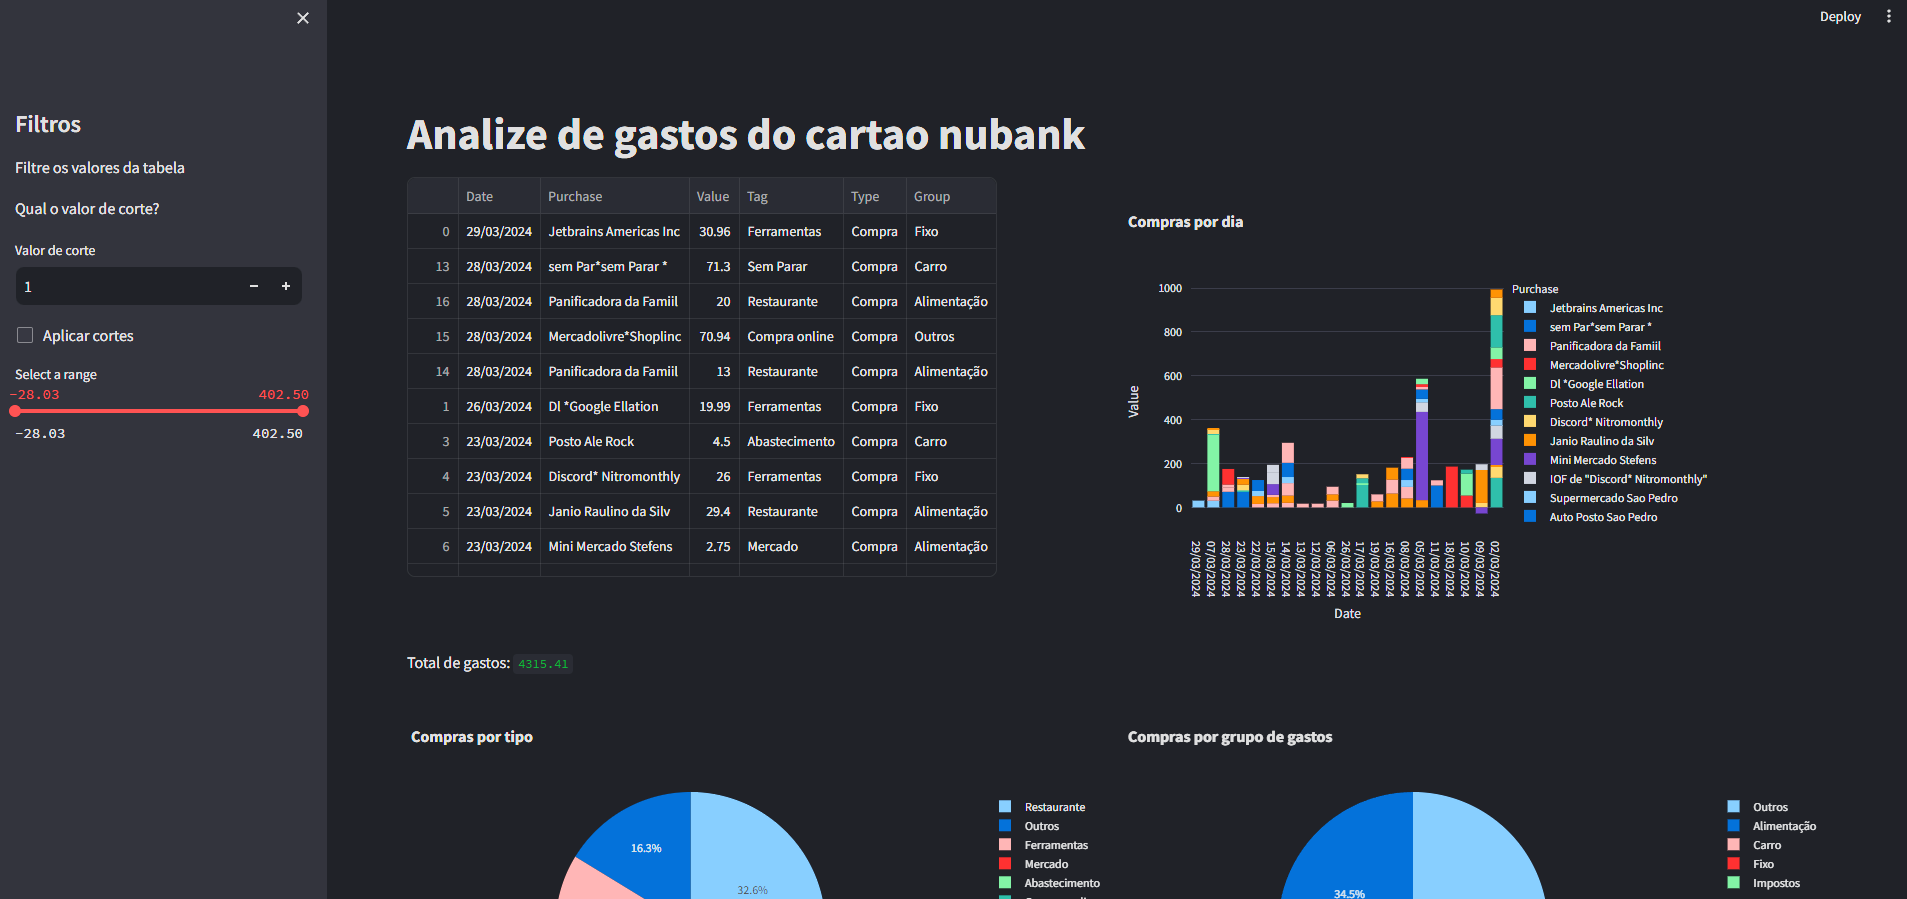 Deploy
Filtros
Filtre os valores da tabela
Qual o valor de corte?
Valor de corte
1
Aplicar cortes
Select a range
-28.03 402.50
-28.03 402.50
Analize de gastos do cartao nubank
Date Purchase Value Tag Type Group
0 29/03/2024 Jetbrains Americas Inc 30.96 Ferramentas Compra Fixo
13 28/03/2024 sem Par*sem Parar * 71.3 Sem Parar Compra Carro
16 28/03/2024 Panificadora da Famiil 20 Restaurante Compra Alimentação
15 28/03/2024 Mercadolivre*Shoplinc 70.94 Compra online Compra Outros
14 28/03/2024 Panificadora da Famiil 13 Restaurante Compra Alimentação
1 26/03/2024 Dl *Google Ellation 19.99 Ferramentas Compra Fixo
3 23/03/2024 Posto Ale Rock 4.5 Abastecimento Compra Carro
4 23/03/2024 Discord* Nitromonthly 26 Ferramentas Compra Fixo
5 23/03/2024 Janio Raulino da Silv 29.4 Restaurante Compra Alimentação
6 23/03/2024 Mini Mercado Stefens 2.75 Mercado Compra Alimentação
Compras por dia
Value
1000
800
600
400
200
0
29/03/2024
07/03/2024
28/03/2024
23/03/2024
22/03/2024
15/03/2024
14/03/2024
13/03/2024
12/03/2024
06/03/2024
26/03/2024
17/03/2024
19/03/2024
16/03/2024
08/03/2024
05/03/2024
11/03/2024
18/03/2024
10/03/2024
09/03/2024
02/03/2024
Date
Purchase
Jetbrains Americas Inc
sem Par*sem Parar *
Panificadora da Famiil
Mercadolivre*Shoplinc
Dl *Google Ellation
Posto Ale Rock
Discord* Nitromonthly
Janio Raulino da Silv
Mini Mercado Stefens
IOF de "Discord* Nitromonthly"
Supermercado Sao Pedro
Auto Posto Sao Pedro
Total de gastos: 4315.41
Compras por tipo
16.3%
32.6%
Restaurante
Outros
Ferramentas
Mercado
Abastecimento
Compras por grupo de gastos
34.5%
Outros
Alimentação
Carro
Fixo
Impostos